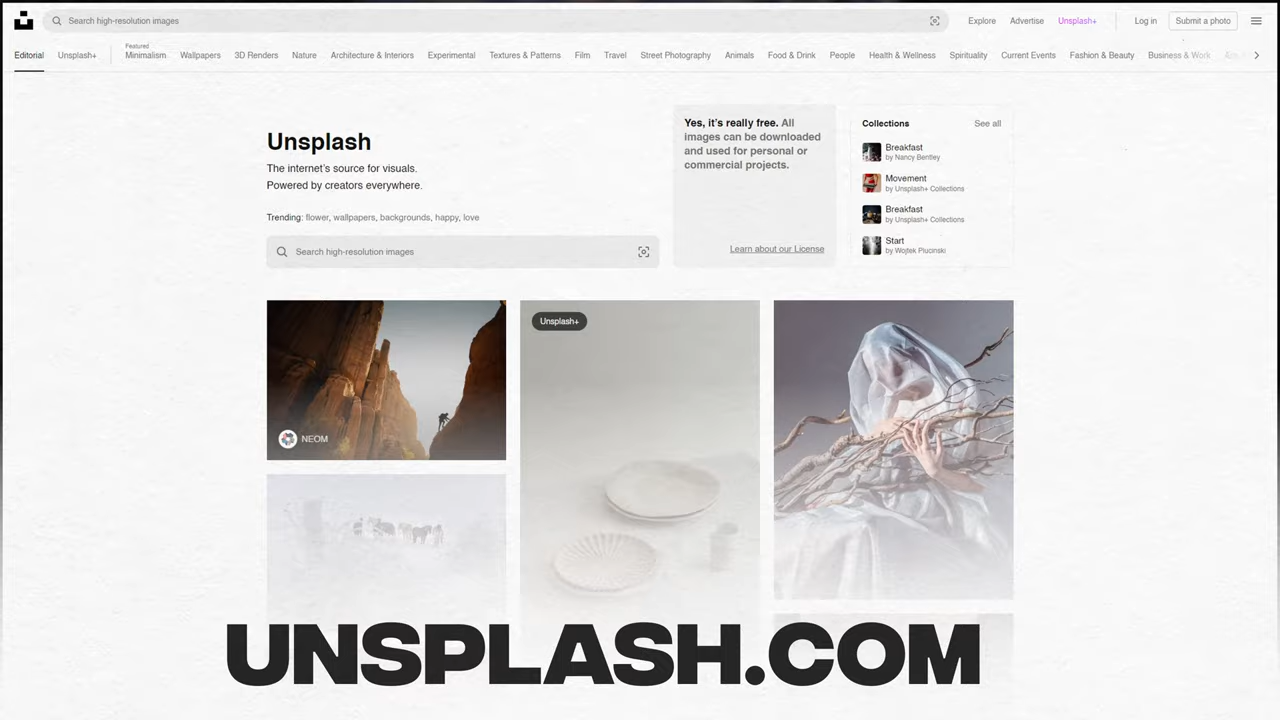 Search high-resolution images
Explore Advertise Unsplash+ Log in Submit a photo
Featured
Editorial Unsplash+ Minimalism Wallpapers 3D Renders Nature Architecture & Interiors Experimental Textures & Patterns Film Travel Street Photography Animals Food & Drink People Health & Wellness Spirituality Current Events Fashion & Beauty Business & Work
Unsplash
The internet's source for visuals.
Powered by creators everywhere.
Trending: flower, wallpapers, backgrounds, happy, love
Search high-resolution images
Yes, it's really free. All
images can be downloaded
and used for personal or
commercial projects.
Learn about our License
Collections See all
Breakfast
by Nancy Bentley
Movement
by Unsplash+ Collections
Breakfast
by Unsplash+ Collections
Start
by Wojtek Plucinski
NEOM
Unsplash+
UNSPLASH.COM